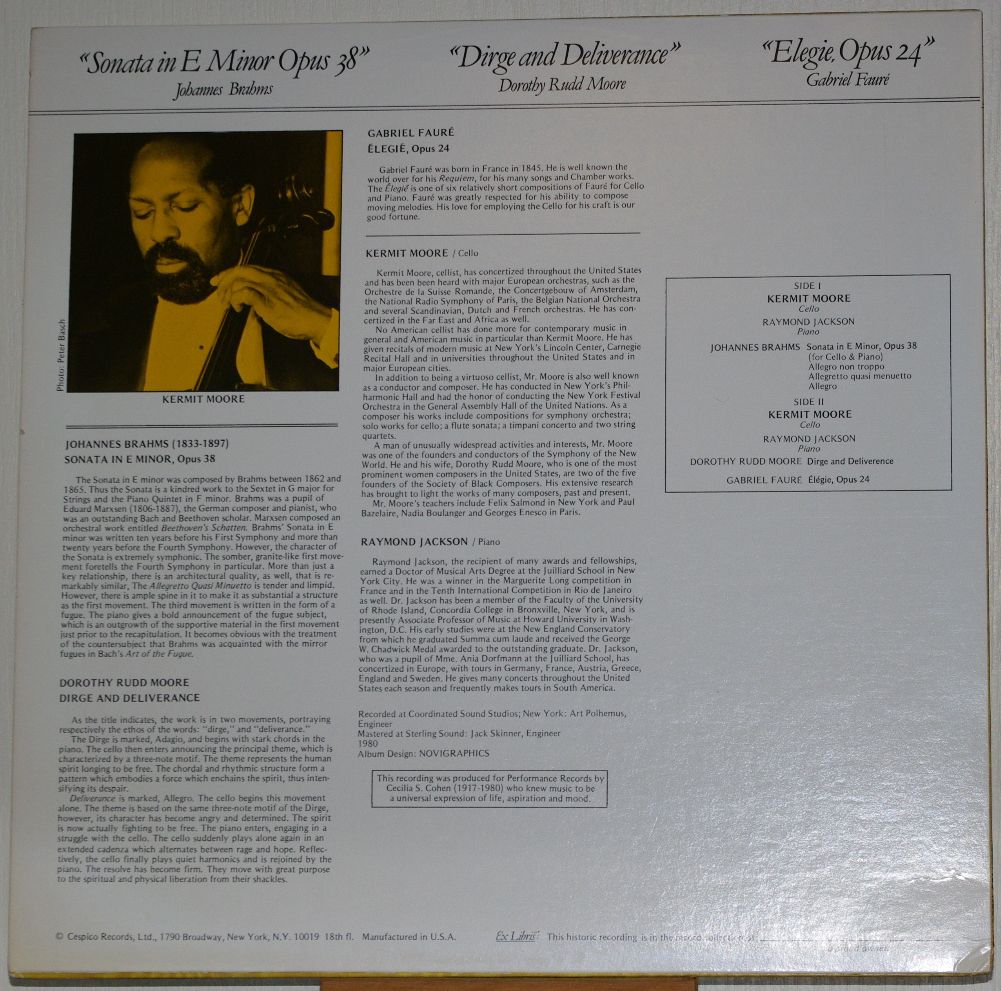 «Sonata in E Minor Opus 38»
Johannes Brahms
«Dirge and Deliverance»
Dorothy Rudd Moore
«Elegie, Opus 24»
Gabriel Fauré
Photo: Peter Basch
KERMIT MOORE
JOHANNES BRAHMS (1833-1897)
SONATA IN E MINOR, Opus 38
The Sonata in E minor was composed by Brahms between 1862 and
1865. Thus the Sonata is a kindred work to the Sextet in G major for
Strings and the Piano Quintet in F minor. Brahms was a pupil of
Eduard Marxsen (1806-1887), the German composer and pianist, who
was an outstanding Bach and Beethoven scholar. Marxsen composed an
orchestral work entitled Beethoven's Schatten. Brahms' Sonata in E
minor was written ten years before his First Symphony and more than
twenty years before the Fourth Symphony. However, the character of
the Sonata is extremely symphonic. The somber, granite-like first move-
ment foretells the Fourth Symphony in particular. More than just a
key relationship, there is an architectural quality, as well, that is re-
markably similar, The Allegretto Quasi Minuetto is tender and limpid.
However, there is ample spine in it to make it as substantial a structure
as the first movement. The third movement is written in the form of a
fugue. The piano gives a bold announcement of the fugue subject,
which is an outgrowth of the supportive material in the first movement
just prior to the recapitulation. It becomes obvious with the treatment
of the countersubject that Brahms was acquainted with the mirror
fugues in Bach's Art of the Fugue.
DOROTHY RUDD MOORE
DIRGE AND DELIVERANCE
As the title indicates, the work is in two movements, portraying
respectively the ethos of the words: "dirge," and "deliverance."
The Dirge is marked, Adagio, and begins with stark chords in the
piano. The cello then enters announcing the principal theme, which is
characterized by a three-note motif. The theme represents the human
spirit longing to be free. The chordal and rhythmic structure form a
pattern which embodies a force which enchains the spirit, thus inten-
sifying its despair.
Deliverance is marked, Allegro. The cello begins this movement
alone. The theme is based on the same three-note motif of the Dirge,
however, its character has become angry and determined. The spirit
is now actually fighting to be free. The piano enters, engaging in a
struggle with the cello. The cello suddenly plays alone again in an
extended cadenza which alternates between rage and hope. Reflec-
tively, the cello finally plays quiet harmonics and is rejoined by the
piano. The resolve has become firm. They move with great purpose
to the spiritual and physical liberation from their shackles.
GABRIEL FAURÉ
ÉLEGIÉ, Opus 24
Gabriel Fauré was born in France in 1845. He is well known the
world over for his Requiem, for his many songs and Chamber works.
The Élegié is one of six relatively short compositions of Fauré for Cello
and Piano. Fauré was greatly respected for his ability to compose
moving melodies. His love for employing the Cello for his craft is our
good fortune.
KERMIT MOORE / Cello
Kermit Moore, cellist, has concertized throughout the United States
and has been been heard with major European orchestras, such as the
Orchestre de la Suisse Romande, the Concertgebouw of Amsterdam,
the National Radio Symphony of Paris, the Belgian National Orchestra
and several Scandinavian, Dutch and French orchestras. He has con-
certized in the Far East and Africa as well.
No American cellist has done more for contemporary music in
general and American music in particular than Kermit Moore. He has
given recitals of modern music at New York's Lincoln Center, Carnegie
Recital Hall and in universities throughout the United States and in
major European cities.
In addition to being a virtuoso cellist, Mr. Moore is also well known
as a conductor and composer. He has conducted in New York's Phil-
harmonic Hall and had the honor of conducting the New York Festival
Orchestra in the General Assembly Hall of the United Nations. As a
composer his works include compositions for symphony orchestra;
solo works for cello; a flute sonata; a timpani concerto and two string
quartets.
A man of unusually widespread activities and interests, Mr. Moore
was one of the founders and conductors of the Symphony of the New
World. He and his wife, Dorothy Rudd Moore, who is one of the most
prominent women composers in the United States, are two of the five
founders of the Society of Black Composers. His extensive research
has brought to light the works of many composers, past and present.
Mr. Moore's teachers include Felix Salmond in New York and Paul
Bazelaire, Nadia Boulanger and Georges Enesco in Paris.
RAYMOND JACKSON / Piano
Raymond Jackson, the recipient of many awards and fellowships,
earned a Doctor of Musical Arts Degree at the Juilliard School in New
York City. He was a winner in the Marguerite Long competition in
France and in the Tenth International Competition in Rio de Janeiro
as well. Dr. Jackson has been a member of the Faculty of the University
of Rhode Island, Concordia College in Bronxville, New York, and is
presently Associate Professor of Music at Howard University in Wash-
ington, D.C. His early studies were at the New England Conservatory
from which he graduated Summa cum laude and received the George
W. Chadwick Medal awarded to the outstanding graduate. Dr. Jackson,
who was a pupil of Mme. Ania Dorfmann at the Juilliard School, has
concertized in Europe, with tours in Germany, France, Austria, Greece,
England and Sweden. He gives many concerts throughout the United
States each season and frequently makes tours in South America.
Recorded at Coordinated Sound Studios; New York: Art Polhemus,
Engineer
Mastered at Sterling Sound: Jack Skinner, Engineer
1980
Album Design: NOVIGRAPHICS
This recording was produced for Performance Records by
Cecilia S. Cohen (1917-1980) who knew music to be
a universal expression of life, aspiration and mood.
SIDE I
KERMIT MOORE
Cello
RAYMOND JACKSON
Piano
JOHANNES BRAHMS Sonata in E Minor, Opus 38
(for Cello & Piano)
Allegro non troppo
Allegretto quasi menuetto
Allegro
SIDE II
KERMIT MOORE
Cello
RAYMOND JACKSON
Piano
DOROTHY RUDD MOORE Dirge and Deliverence
GABRIEL FAURÉ Élégie, Opus 24
© Cespico Records, Ltd., 1790 Broadway, New York, N.Y. 10019 18th fl. Manufactured in U.S.A.
Ex Libris: This historic recording is in the record